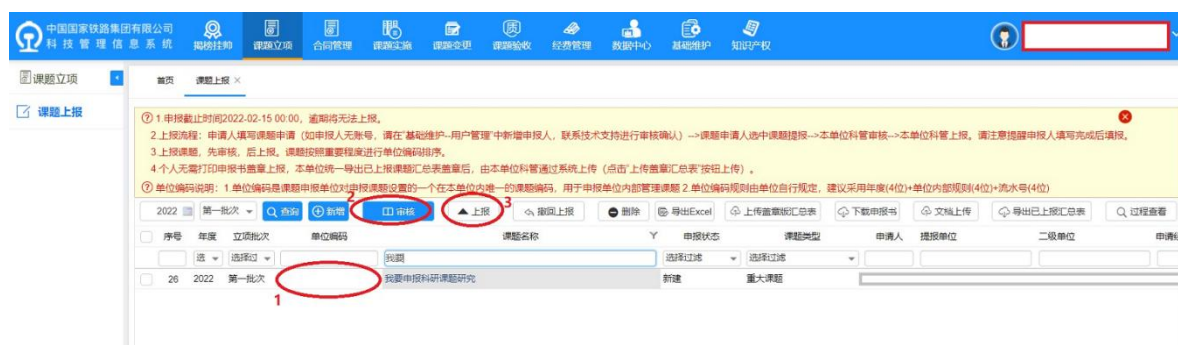 中国国家铁路集团有限公司
科技管理信息系统
揭榜挂帅 课题立项 合同管理 课题实施 课题变更 课题验收 经费管理 数据中心 基础维护 知识产权
课题立项 首页 课题上报 ×
课题上报
1.申报截止时间2022-02-15 00:00，逾期将无法上报。
2.上报流程：申请人填写课题申请（如申报人无账号，请在"基础维护--用户管理"中新增申报人，联系技术支持进行审核确认）-->课题申请人选中课题提报-->本单位科管审核-->本单位科管上报。请注意提醒申报人填写完成后填报。
3.上报课题，先审核，后上报。课题按照重要程度进行单位编码排序。
4.个人无需打印申报书盖章上报，本单位统一导出已上报课题汇总表盖章后，由本单位科管通过系统上传（点击"上传盖章汇总表"按钮上传）。
单位编码说明：1.单位编码是课题申报单位对申报课题设置的一个在本单位内唯一的课题编码，用于申报单位内部管理课题 2.单位编码规则由单位自行规定，建议采用年度(4位)+单位内部规则(4位)+流水号(4位)
2 3
2022 第一批次 查询 新增 审核 上报 撤回上报 删除 导出Excel 上传盖章版汇总表 下载申报书 文档上传 导出已上报汇总表 过程查看
序号 年度 立项批次 单位编码 课题名称 申报状态 课题类型 申请人 提报单位 二级单位 申请
选 选择过 我要 选择过滤 选择过滤
26 2022 第一批次 我要申报科研课题研究 新建 重大课题
1